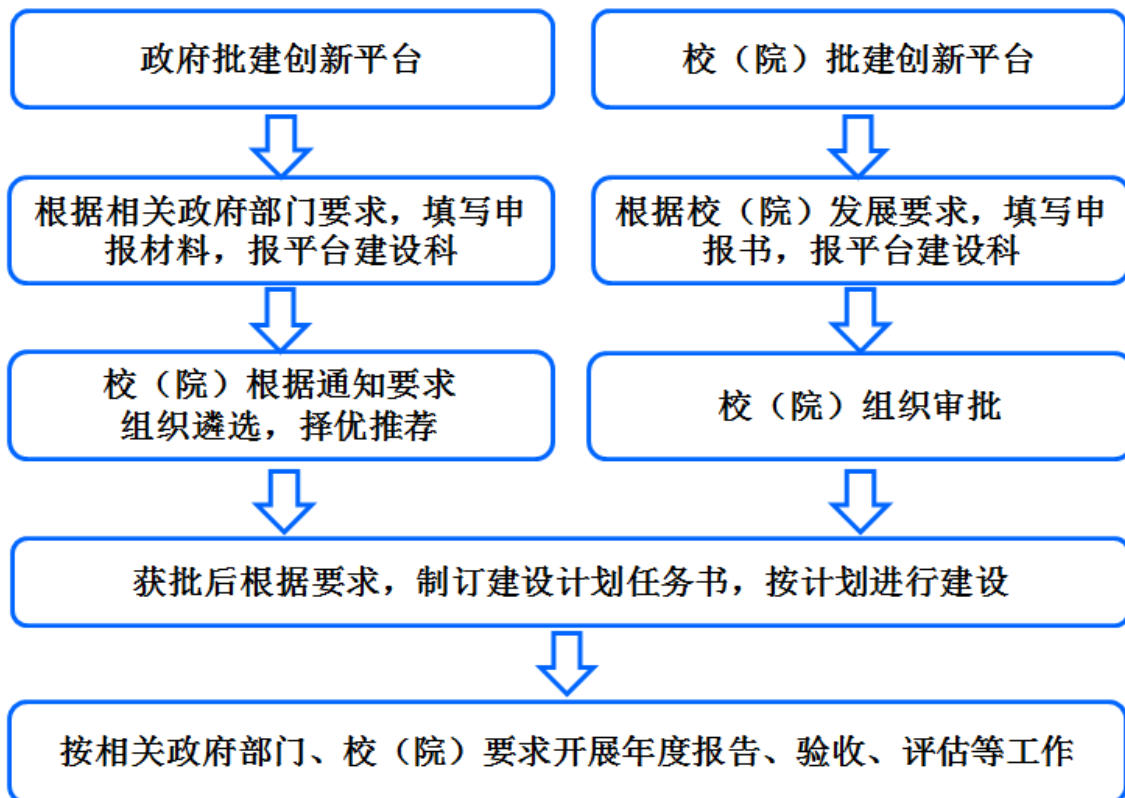 政府批建创新平台
校（院）批建创新平台
根据相关政府部门要求，填写申
报材料，报平台建设科
根据校（院）发展要求，填写申
报书，报平台建设科
校（院）根据通知要求
组织遴选，择优推荐
校（院）组织审批
获批后根据要求，制订建设计划任务书，按计划进行建设
按相关政府部门、校（院）要求开展年度报告、验收、评估等工作